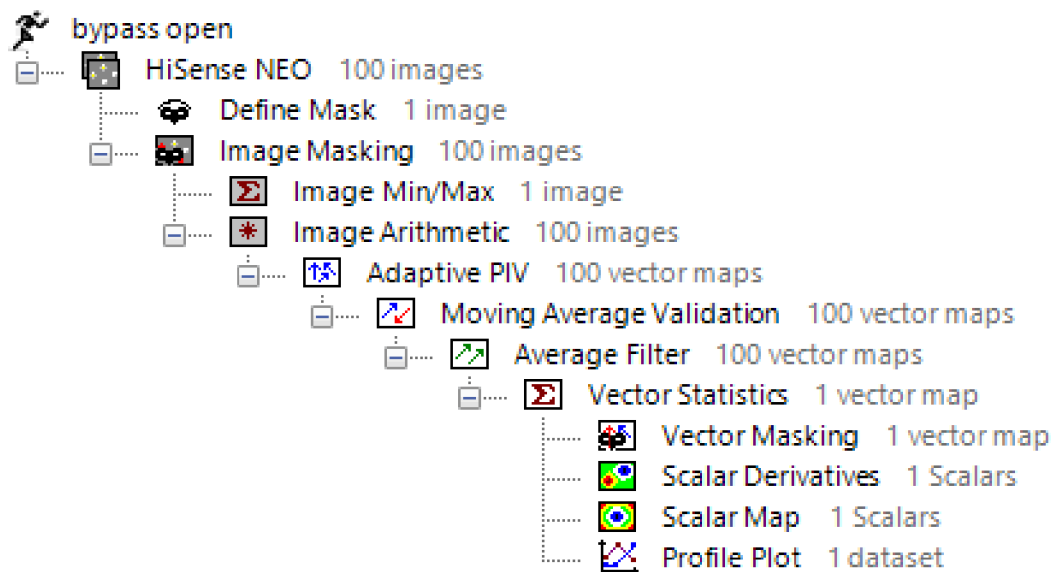 bypass open
HiSense NEO 100 images
Define Mask 1 image
Image Masking 100 images
Image Min/Max 1 image
Image Arithmetic 100 images
Adaptive PIV 100 vector maps
Moving Average Validation 100 vector maps
Average Filter 100 vector maps
Vector Statistics 1 vector map
Vector Masking 1 vector map
Scalar Derivatives 1 Scalars
Scalar Map 1 Scalars
Profile Plot 1 dataset